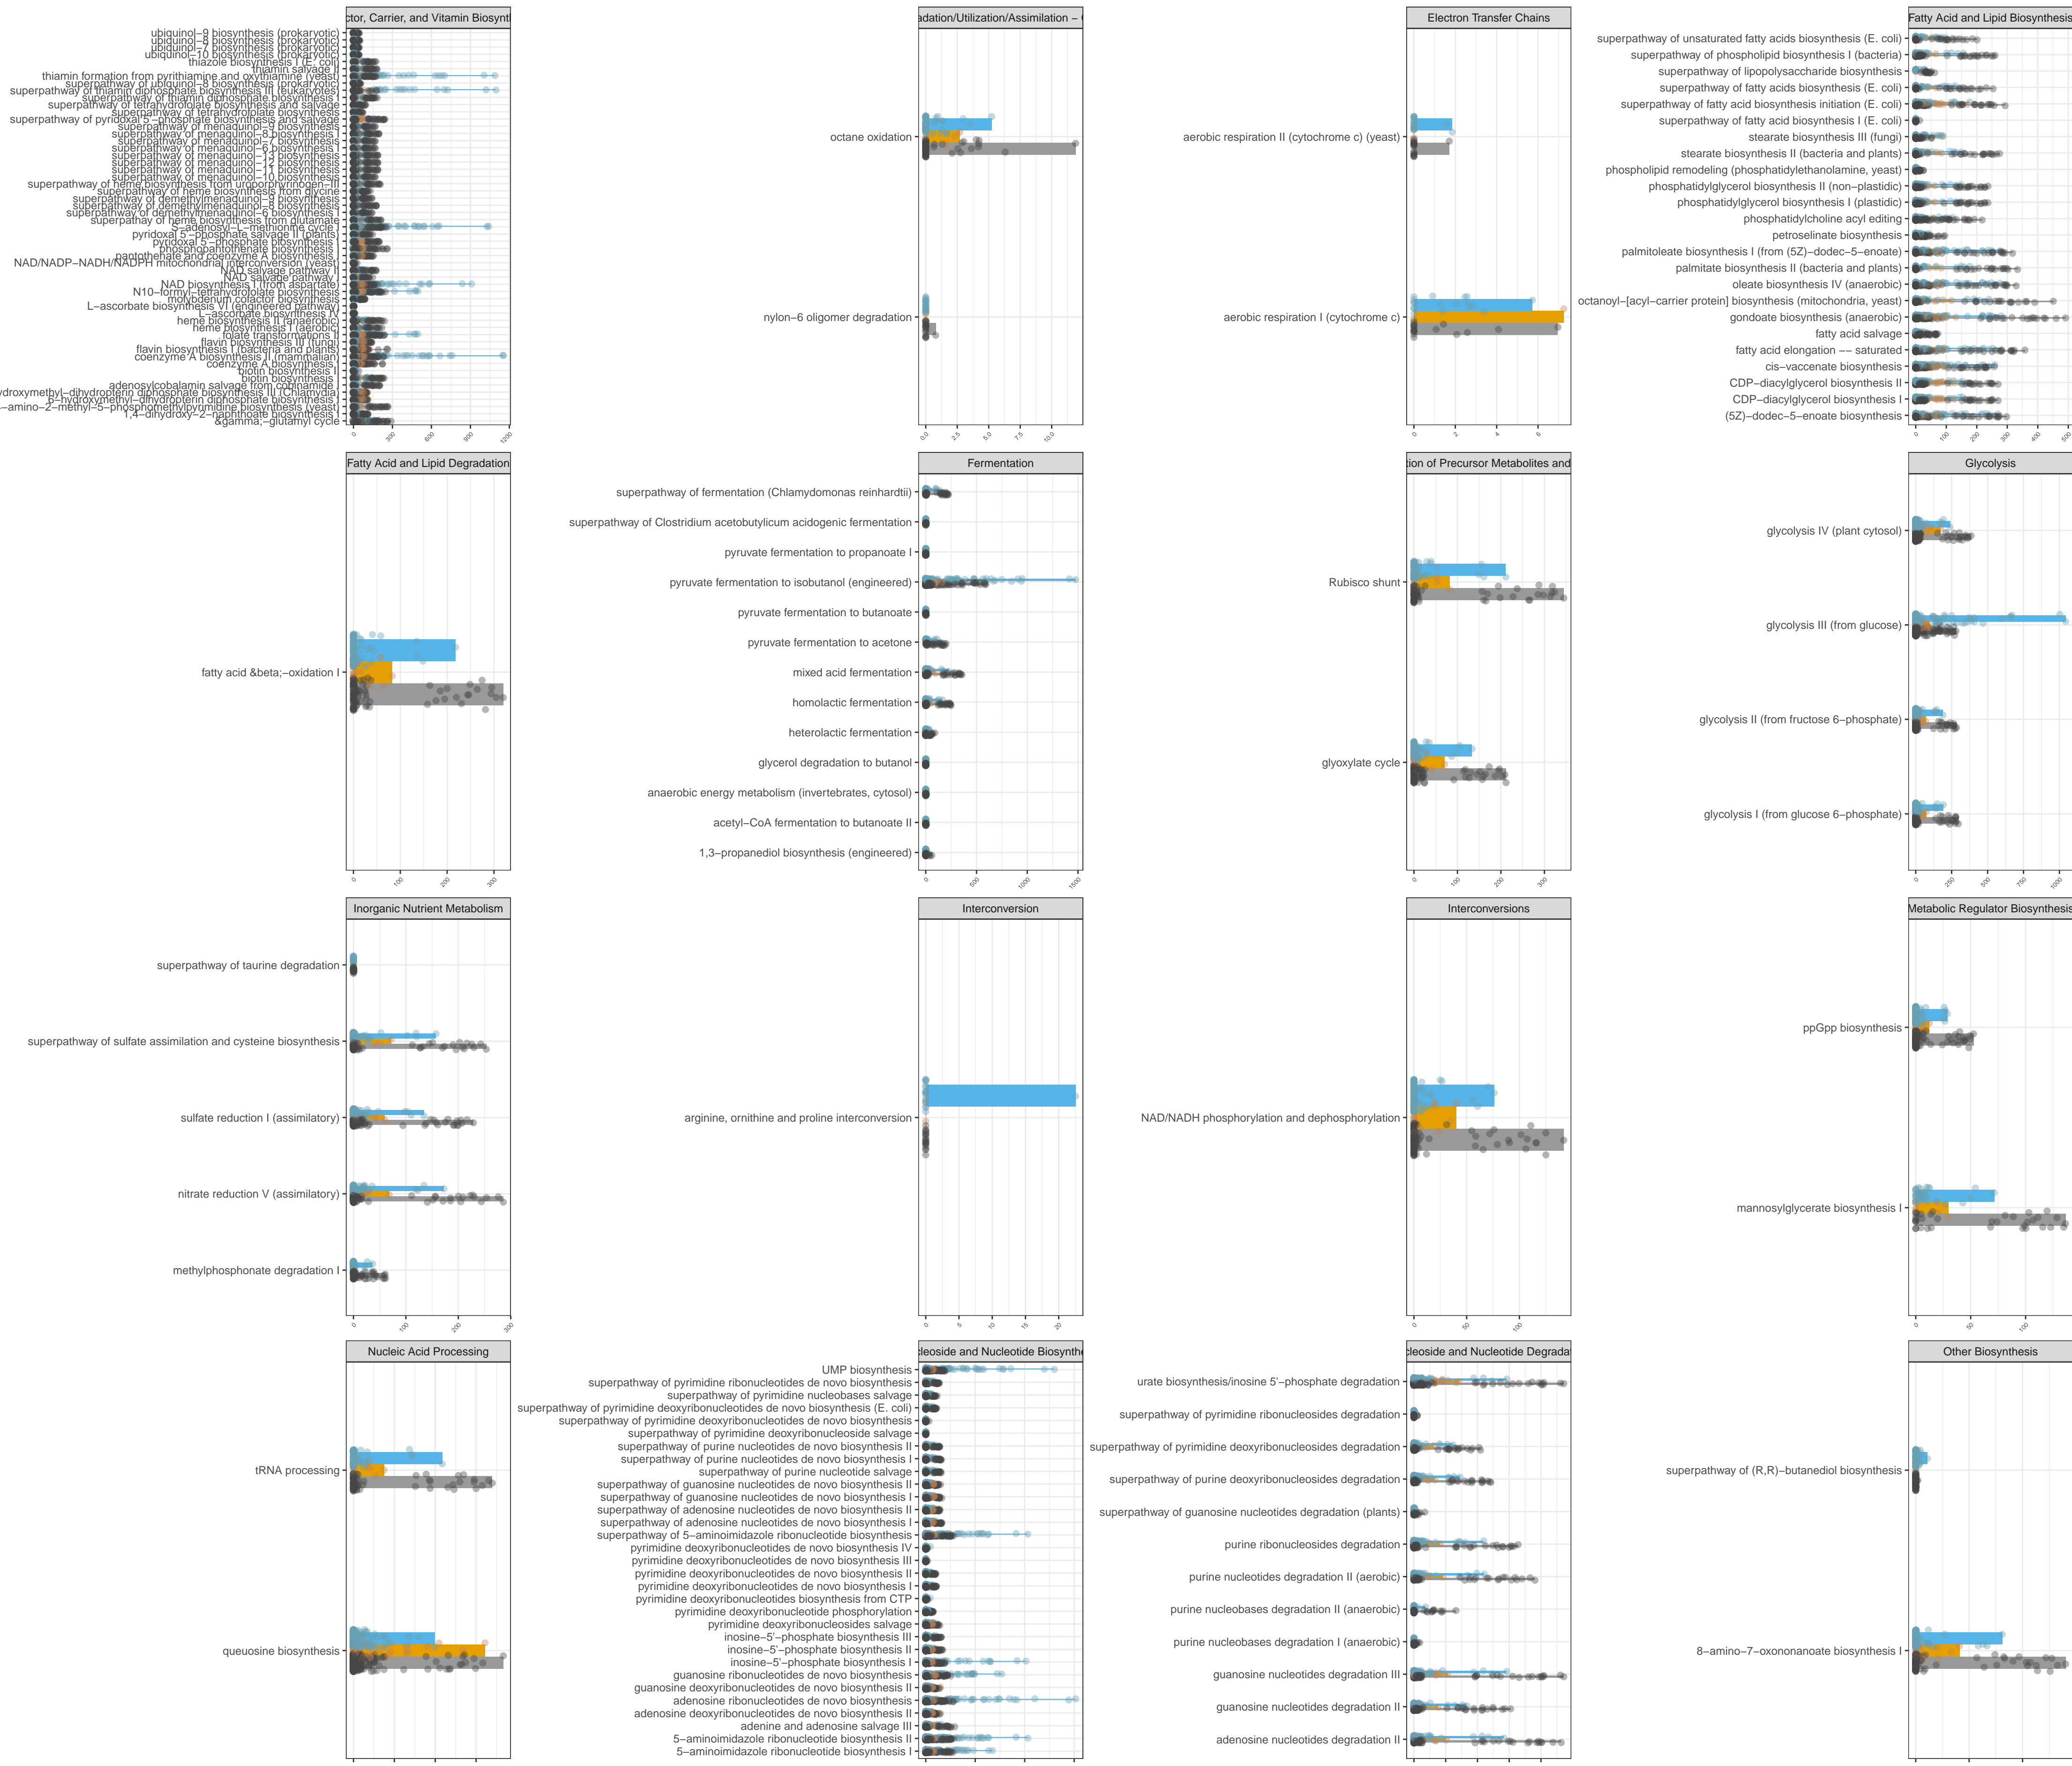 ctor, Carrier, and Vitamin Biosynt
ubiquinol−9 biosynthesis (prokaryotic)
ubiquinol−8 biosynthesis (prokaryotic)
ubiquinol−7 biosynthesis (prokaryotic)
ubiquinol−10 biosynthesis (prokaryotic)
thiazole biosynthesis I (E. coli)
thiamin salvage II
thiamin formation from pyrithiamine and oxythiamine (yeast)
superpathway of ubiquinol−8 biosynthesis (prokaryotic)
superpathway of thiamin diphosphate biosynthesis III (eukaryotes)
superpathway of thiamin diphosphate biosynthesis I
superpathway of tetrahydrofolate biosynthesis and salvage
superpathway of tetrahydrofolate biosynthesis
superpathway of pyridoxal 5'−phosphate biosynthesis and salvage
superpathway of menaquinol−9 biosynthesis
superpathway of menaquinol−8 biosynthesis I
superpathway of menaquinol−7 biosynthesis
superpathway of menaquinol−6 biosynthesis I
superpathway of menaquinol−13 biosynthesis
superpathway of menaquinol−12 biosynthesis
superpathway of menaquinol−11 biosynthesis
superpathway of menaquinol−10 biosynthesis
superpathway of heme biosynthesis from uroporphyrinogen−III
superpathway of heme biosynthesis from glycine
superpathway of demethylmenaquinol−9 biosynthesis
superpathway of demethylmenaquinol−8 biosynthesis
superpathway of demethylmenaquinol−6 biosynthesis I
superpathay of heme biosynthesis from glutamate
S−adenosyl−L−methionine cycle I
pyridoxal 5'−phosphate salvage II (plants)
pyridoxal 5'−phosphate biosynthesis I
phosphopantothenate biosynthesis I
pantothenate and coenzyme A biosynthesis I
NAD/NADP−NADH/NADPH mitochondrial interconversion (yeast)
NAD salvage pathway II
NAD salvage pathway I
NAD biosynthesis I (from aspartate)
N10−formyl−tetrahydrofolate biosynthesis
molybdenum cofactor biosynthesis
L−ascorbate biosynthesis VI (engineered pathway)
L−ascorbate biosynthesis IV
heme biosynthesis II (anaerobic)
heme biosynthesis I (aerobic)
folate transformations II
flavin biosynthesis III (fungi)
flavin biosynthesis I (bacteria and plants)
coenzyme A biosynthesis II (mammalian)
coenzyme A biosynthesis I
biotin biosynthesis II
biotin biosynthesis I
adenosylcobalamin salvage from cobinamide I
ydroxymethyl−dihydropterin diphosphate biosynthesis III (Chlamydia)
6−hydroxymethyl−dihydropterin diphosphate biosynthesis I
−amino−2−methyl−5−phosphomethylpyrimidine biosynthesis (yeast)
1,4−dihydroxy−2−naphthoate biosynthesis I
&gamma;−glutamyl cycle
0 300 600 900 1200
adation/Utilization/Assimilation −
octane oxidation
nylon−6 oligomer degradation
0.0 2.5 5.0 7.5 10.0
Electron Transfer Chains
aerobic respiration II (cytochrome c) (yeast)
aerobic respiration I (cytochrome c)
0 2 4 6
Fatty Acid and Lipid Biosynthesis
superpathway of unsaturated fatty acids biosynthesis (E. coli)
superpathway of phospholipid biosynthesis I (bacteria)
superpathway of lipopolysaccharide biosynthesis
superpathway of fatty acids biosynthesis (E. coli)
superpathway of fatty acid biosynthesis initiation (E. coli)
superpathway of fatty acid biosynthesis I (E. coli)
stearate biosynthesis III (fungi)
stearate biosynthesis II (bacteria and plants)
phospholipid remodeling (phosphatidylethanolamine, yeast)
phosphatidylglycerol biosynthesis II (non−plastidic)
phosphatidylglycerol biosynthesis I (plastidic)
phosphatidylcholine acyl editing
petroselinate biosynthesis
palmitoleate biosynthesis I (from (5Z)−dodec−5−enoate)
palmitate biosynthesis II (bacteria and plants)
oleate biosynthesis IV (anaerobic)
octanoyl−[acyl−carrier protein] biosynthesis (mitochondria, yeast)
gondoate biosynthesis (anaerobic)
fatty acid salvage
fatty acid elongation −− saturated
cis−vaccenate biosynthesis
CDP−diacylglycerol biosynthesis II
CDP−diacylglycerol biosynthesis I
(5Z)−dodec−5−enoate biosynthesis
0 100 200 300 400 500
Fatty Acid and Lipid Degradation
fatty acid &beta;−oxidation I
0 100 200 300
Fermentation
superpathway of fermentation (Chlamydomonas reinhardtii)
superpathway of Clostridium acetobutylicum acidogenic fermentation
pyruvate fermentation to propanoate I
pyruvate fermentation to isobutanol (engineered)
pyruvate fermentation to butanoate
pyruvate fermentation to acetone
mixed acid fermentation
homolactic fermentation
heterolactic fermentation
glycerol degradation to butanol
anaerobic energy metabolism (invertebrates, cytosol)
acetyl−CoA fermentation to butanoate II
1,3−propanediol biosynthesis (engineered)
0 500 1000 1500
tion of Precursor Metabolites and
Rubisco shunt
glyoxylate cycle
0 100 200 300
Glycolysis
glycolysis IV (plant cytosol)
glycolysis III (from glucose)
glycolysis II (from fructose 6−phosphate)
glycolysis I (from glucose 6−phosphate)
0 250 500 750 1000
Inorganic Nutrient Metabolism
superpathway of taurine degradation
superpathway of sulfate assimilation and cysteine biosynthesis
sulfate reduction I (assimilatory)
nitrate reduction V (assimilatory)
methylphosphonate degradation I
0 100 200 300
Interconversion
arginine, ornithine and proline interconversion
0 5 10 15 20
Interconversions
NAD/NADH phosphorylation and dephosphorylation
0 50 100
Metabolic Regulator Biosynthesis
ppGpp biosynthesis
mannosylglycerate biosynthesis I
0 50 100
Nucleic Acid Processing
tRNA processing
queuosine biosynthesis
cleoside and Nucleotide Biosynthe
UMP biosynthesis
superpathway of pyrimidine ribonucleotides de novo biosynthesis
superpathway of pyrimidine nucleobases salvage
superpathway of pyrimidine deoxyribonucleotides de novo biosynthesis (E. coli)
superpathway of pyrimidine deoxyribonucleotides de novo biosynthesis
superpathway of pyrimidine deoxyribonucleoside salvage
superpathway of purine nucleotides de novo biosynthesis II
superpathway of purine nucleotides de novo biosynthesis I
superpathway of purine nucleotide salvage
superpathway of guanosine nucleotides de novo biosynthesis II
superpathway of guanosine nucleotides de novo biosynthesis I
superpathway of adenosine nucleotides de novo biosynthesis II
superpathway of adenosine nucleotides de novo biosynthesis I
superpathway of 5−aminoimidazole ribonucleotide biosynthesis
pyrimidine deoxyribonucleotides de novo biosynthesis IV
pyrimidine deoxyribonucleotides de novo biosynthesis III
pyrimidine deoxyribonucleotides de novo biosynthesis II
pyrimidine deoxyribonucleotides de novo biosynthesis I
pyrimidine deoxyribonucleotides biosynthesis from CTP
pyrimidine deoxyribonucleotide phosphorylation
pyrimidine deoxyribonucleosides salvage
inosine−5'−phosphate biosynthesis III
inosine−5'−phosphate biosynthesis II
inosine−5'−phosphate biosynthesis I
guanosine ribonucleotides de novo biosynthesis
guanosine deoxyribonucleotides de novo biosynthesis II
adenosine ribonucleotides de novo biosynthesis
adenosine deoxyribonucleotides de novo biosynthesis II
adenine and adenosine salvage III
5−aminoimidazole ribonucleotide biosynthesis II
5−aminoimidazole ribonucleotide biosynthesis I
cleoside and Nucleotide Degradat
urate biosynthesis/inosine 5'−phosphate degradation
superpathway of pyrimidine ribonucleosides degradation
superpathway of pyrimidine deoxyribonucleosides degradation
superpathway of purine deoxyribonucleosides degradation
superpathway of guanosine nucleotides degradation (plants)
purine ribonucleosides degradation
purine nucleotides degradation II (aerobic)
purine nucleobases degradation II (anaerobic)
purine nucleobases degradation I (anaerobic)
guanosine nucleotides degradation III
guanosine nucleotides degradation II
adenosine nucleotides degradation II
Other Biosynthesis
superpathway of (R,R)−butanediol biosynthesis
8−amino−7−oxononanoate biosynthesis I